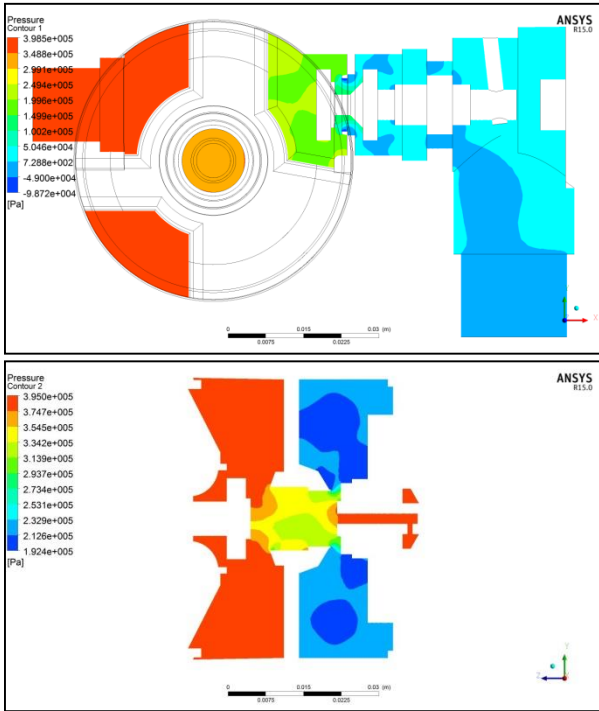 Pressure
Contour 1
3.985e+005
3.488e+005
2.991e+005
2.494e+005
1.996e+005
1.499e+005
1.002e+005
5.046e+004
7.288e+002
-4.900e+004
-9.872e+004
[Pa]
ANSYS
R15.0
X
0
0.015
0.03 (m)
0.0075
0.0225
Pressure
Contour 2
3.950e+005
3.747e+005
3.545e+005
3.342e+005
3.139e+005
2.937e+005
2.734e+005
2.531e+005
2.329e+005
2.126e+005
1.924e+005
[Pa]
ANSYS
R15.0
Y
Z
0
0.015
0.03 (m)
0.0075
0.0225